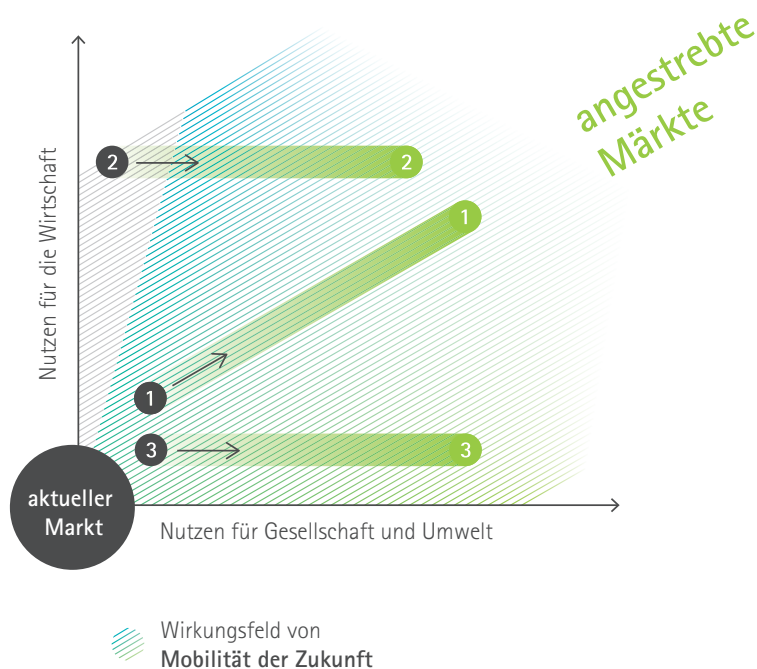 angestrebte
Märkte
Nutzen für die Wirtschaft
2
2
1
1
3
3
aktueller
Markt
Nutzen für Gesellschaft und Umwelt
Wirkungsfeld von
Mobilität der Zukunft